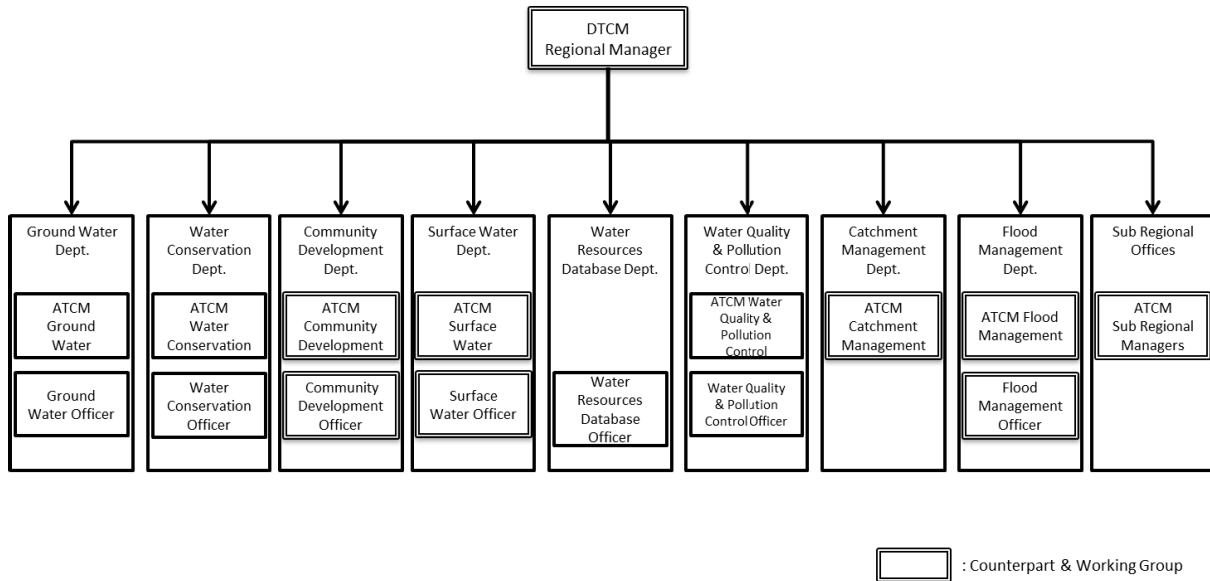 DTCM
Regional Manager
Ground Water
Dept.
ATCM
Ground
Water
Ground
Water Officer
Water
Conservation
Dept.
ATCM
Water
Conservation
Water
Conservation
Officer
Community
Development
Dept.
ATCM
Community
Development
Community
Development
Officer
Surface Water
Dept.
ATCM
Surface
Water
Surface
Water Officer
Water
Resources
Database Dept.
Water
Resources
Database
Officer
Water Quality
& Pollution
Control Dept.
ATCM Water
Quality &
Pollution
Control
Water Quality
& Pollution
Control Officer
Catchment
Management
Dept.
ATCM
Catchment
Management
Flood
Management
Dept.
ATCM Flood
Management
Flood
Management
Officer
Sub Regional
Offices
ATCM
Sub Regional
Managers
: Counterpart & Working Group